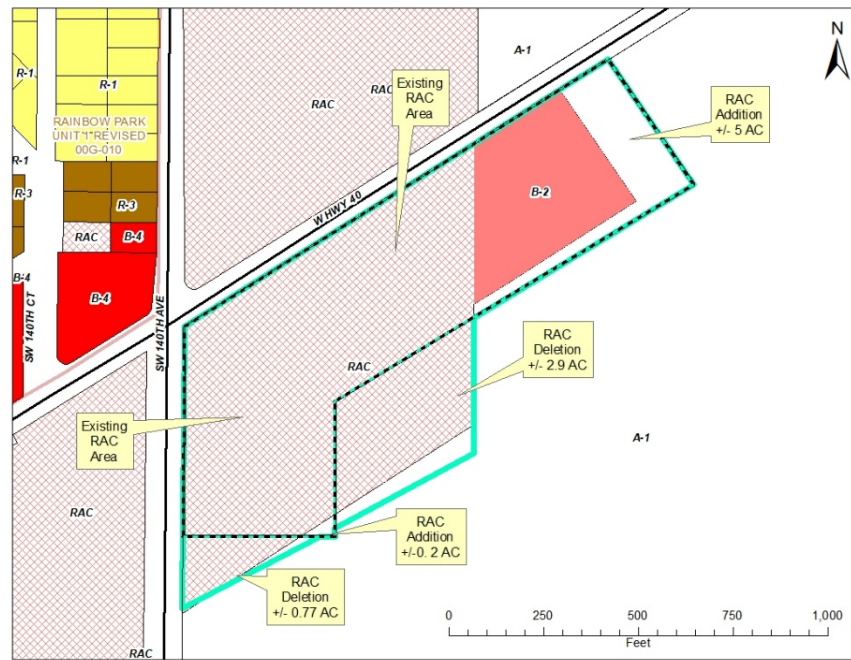 N
A-1
R-1
R-1
RAC
RAC
Existing
RAC
Area
RAC
Addition
+/- 5 AC
RAINBOW PARK
UNIT "1" REVISED
00G-010
R-1
R-3
R-3
B-2
W HWY 40
RAC
B-4
B-4
B-4
SW 140TH CT
SW 140TH AVE
RAC
RAC
Deletion
+/- 2.9 AC
Existing
RAC
Area
A-1
RAC
RAC
Addition
+/-0. 2 AC
RAC
Deletion
+/- 0.77 AC
0 250 500 750 1,000
Feet
RAC